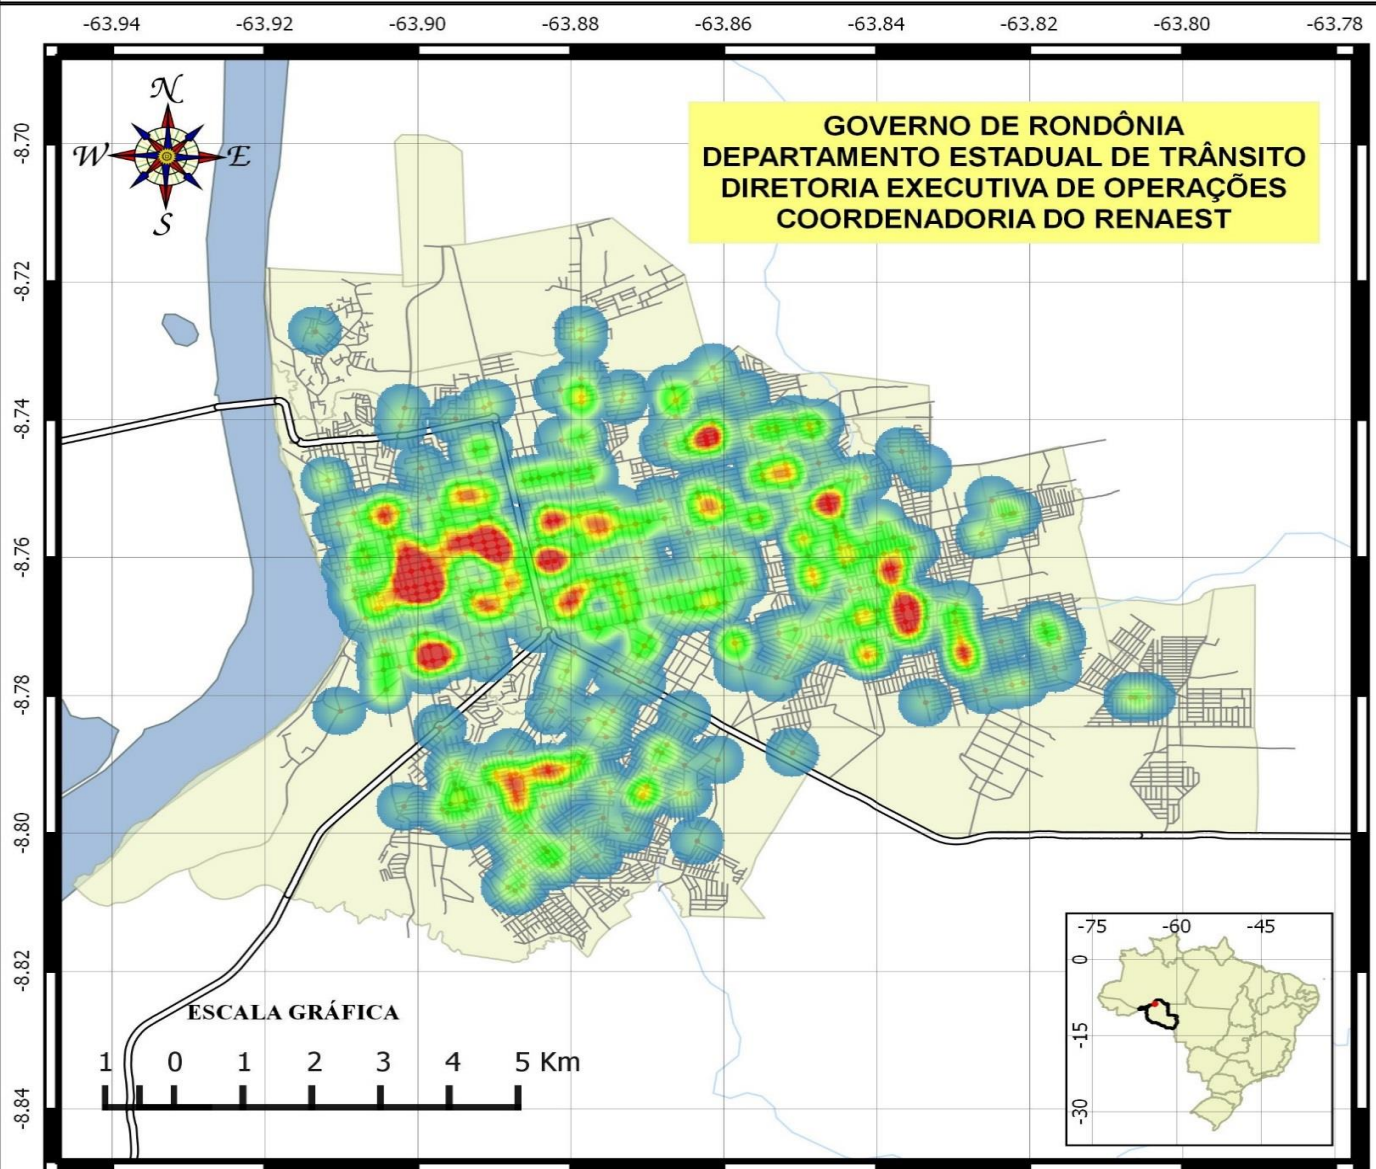 -63.94 -63.92 -63.90 -63.88 -63.86 -63.84 -63.82 -63.80 -63.78
N
W E
S
GOVERNO DE RONDÔNIA
DEPARTAMENTO ESTADUAL DE TRÂNSITO
DIRETORIA EXECUTIVA DE OPERAÇÕES
COORDENADORIA DO RENAEST
-8.70
-8.72
-8.74
-8.76
-8.78
-8.80
-8.82
-8.84
ESCALA GRÁFICA
1 0 1 2 3 4 5 Km
-75 -60 -45
0
-15
-30